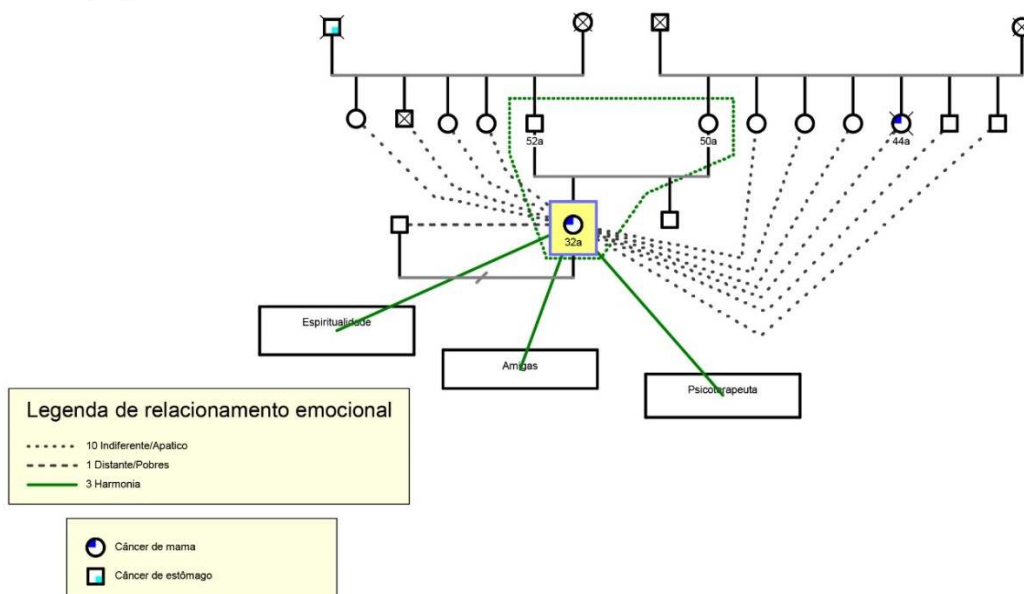 52a
50a
44a
32a
Espiritualidade
Amigas
Psicoterapeuta
Legenda de relacionamento emocional
10 Indiferente/Apatico
1 Distante/Pobres
3 Harmonia
Câncer de mama
Câncer de estômago